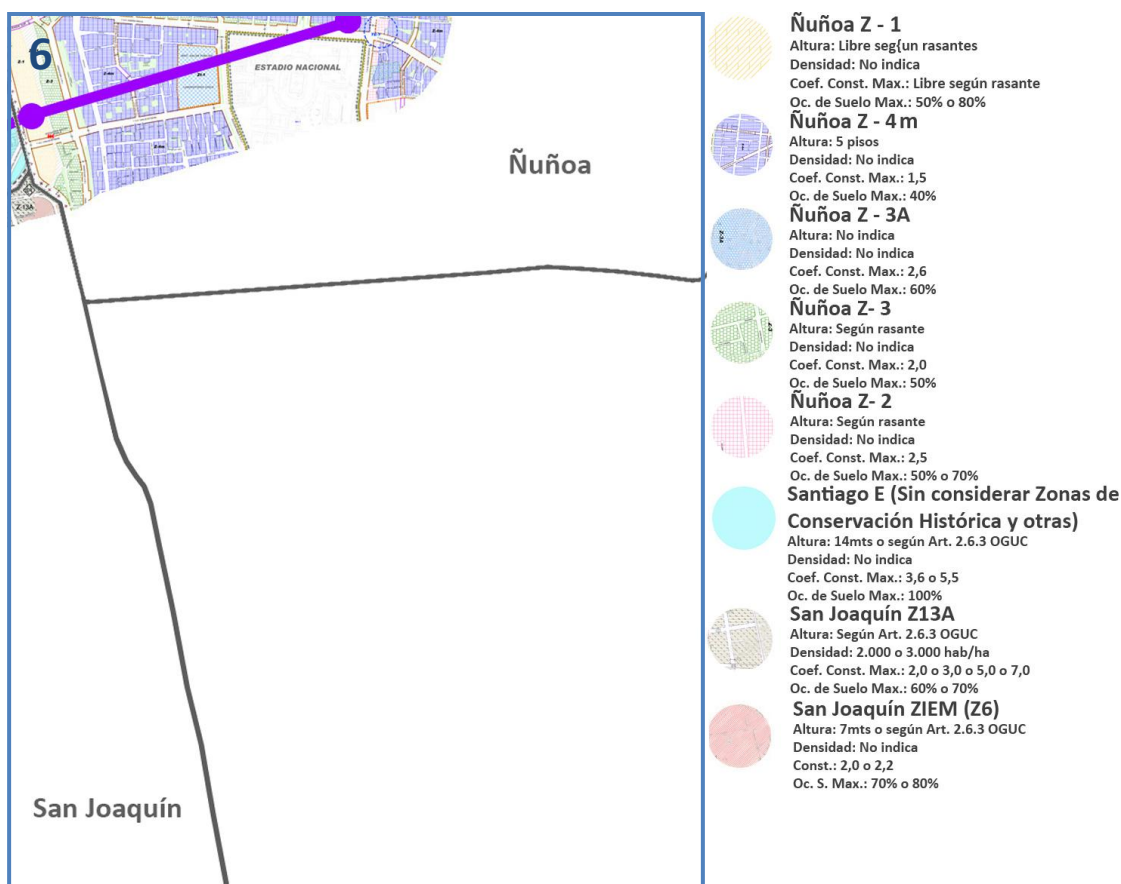 6
ESTADIO NACIONAL
Z-13A
Ñuñoa
San Joaquín
Ñuñoa Z - 1
Altura: Libre seg{un rasantes
Densidad: No indica
Coef. Const. Max.: Libre según rasante
Oc. de Suelo Max.: 50% o 80%
Ñuñoa Z - 4m
Altura: 5 pisos
Densidad: No indica
Coef. Const. Max.: 1,5
Oc. de Suelo Max.: 40%
Ñuñoa Z - 3A
Altura: No indica
Densidad: No indica
Coef. Const. Max.: 2,6
Oc. de Suelo Max.: 60%
Ñuñoa Z- 3
Altura: Según rasante
Densidad: No indica
Coef. Const. Max.: 2,0
Oc. de Suelo Max.: 50%
Ñuñoa Z- 2
Altura: Según rasante
Densidad: No indica
Coef. Const. Max.: 2,5
Oc. de Suelo Max.: 50% o 70%
Santiago E (Sin considerar Zonas de
Conservación Histórica y otras)
Altura: 14mts o según Art. 2.6.3 OGUC
Densidad: No indica
Coef. Const. Max.: 3,6 o 5,5
Oc. de Suelo Max.: 100%
San Joaquín Z13A
Altura: Según Art. 2.6.3 OGUC
Densidad: 2.000 o 3.000 hab/ha
Coef. Const. Max.: 2,0 o 3,0 o 5,0 o 7,0
Oc. de Suelo Max.: 60% o 70%
San Joaquín ZIEM (Z6)
Altura: 7mts o según Art. 2.6.3 OGUC
Densidad: No indica
Const.: 2,0 o 2,2
Oc. S. Max.: 70% o 80%